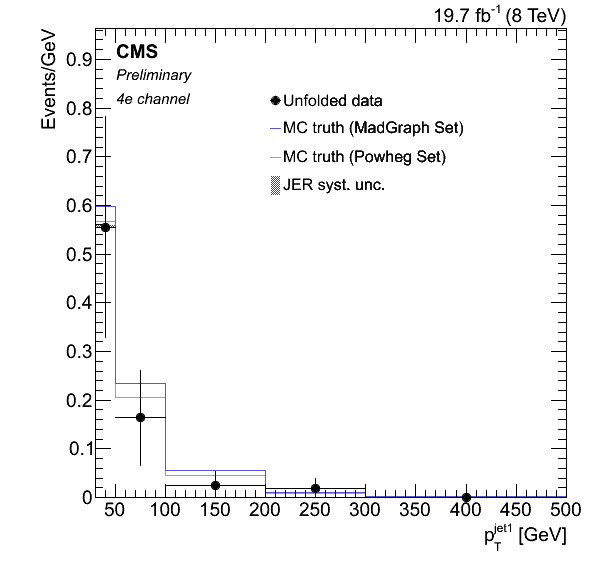 19.7 fb-1 (8 TeV)
Events/GeV
CMS
Preliminary
4e channel
Unfolded data
MC truth (MadGraph Set)
MC truth (Powheg Set)
JER syst. unc.
0.9
0.8
0.7
0.6
0.5
0.4
0.3
0.2
0.1
0
50 100 150 200 250 300 350 400 450 500
pTjet1 [GeV]